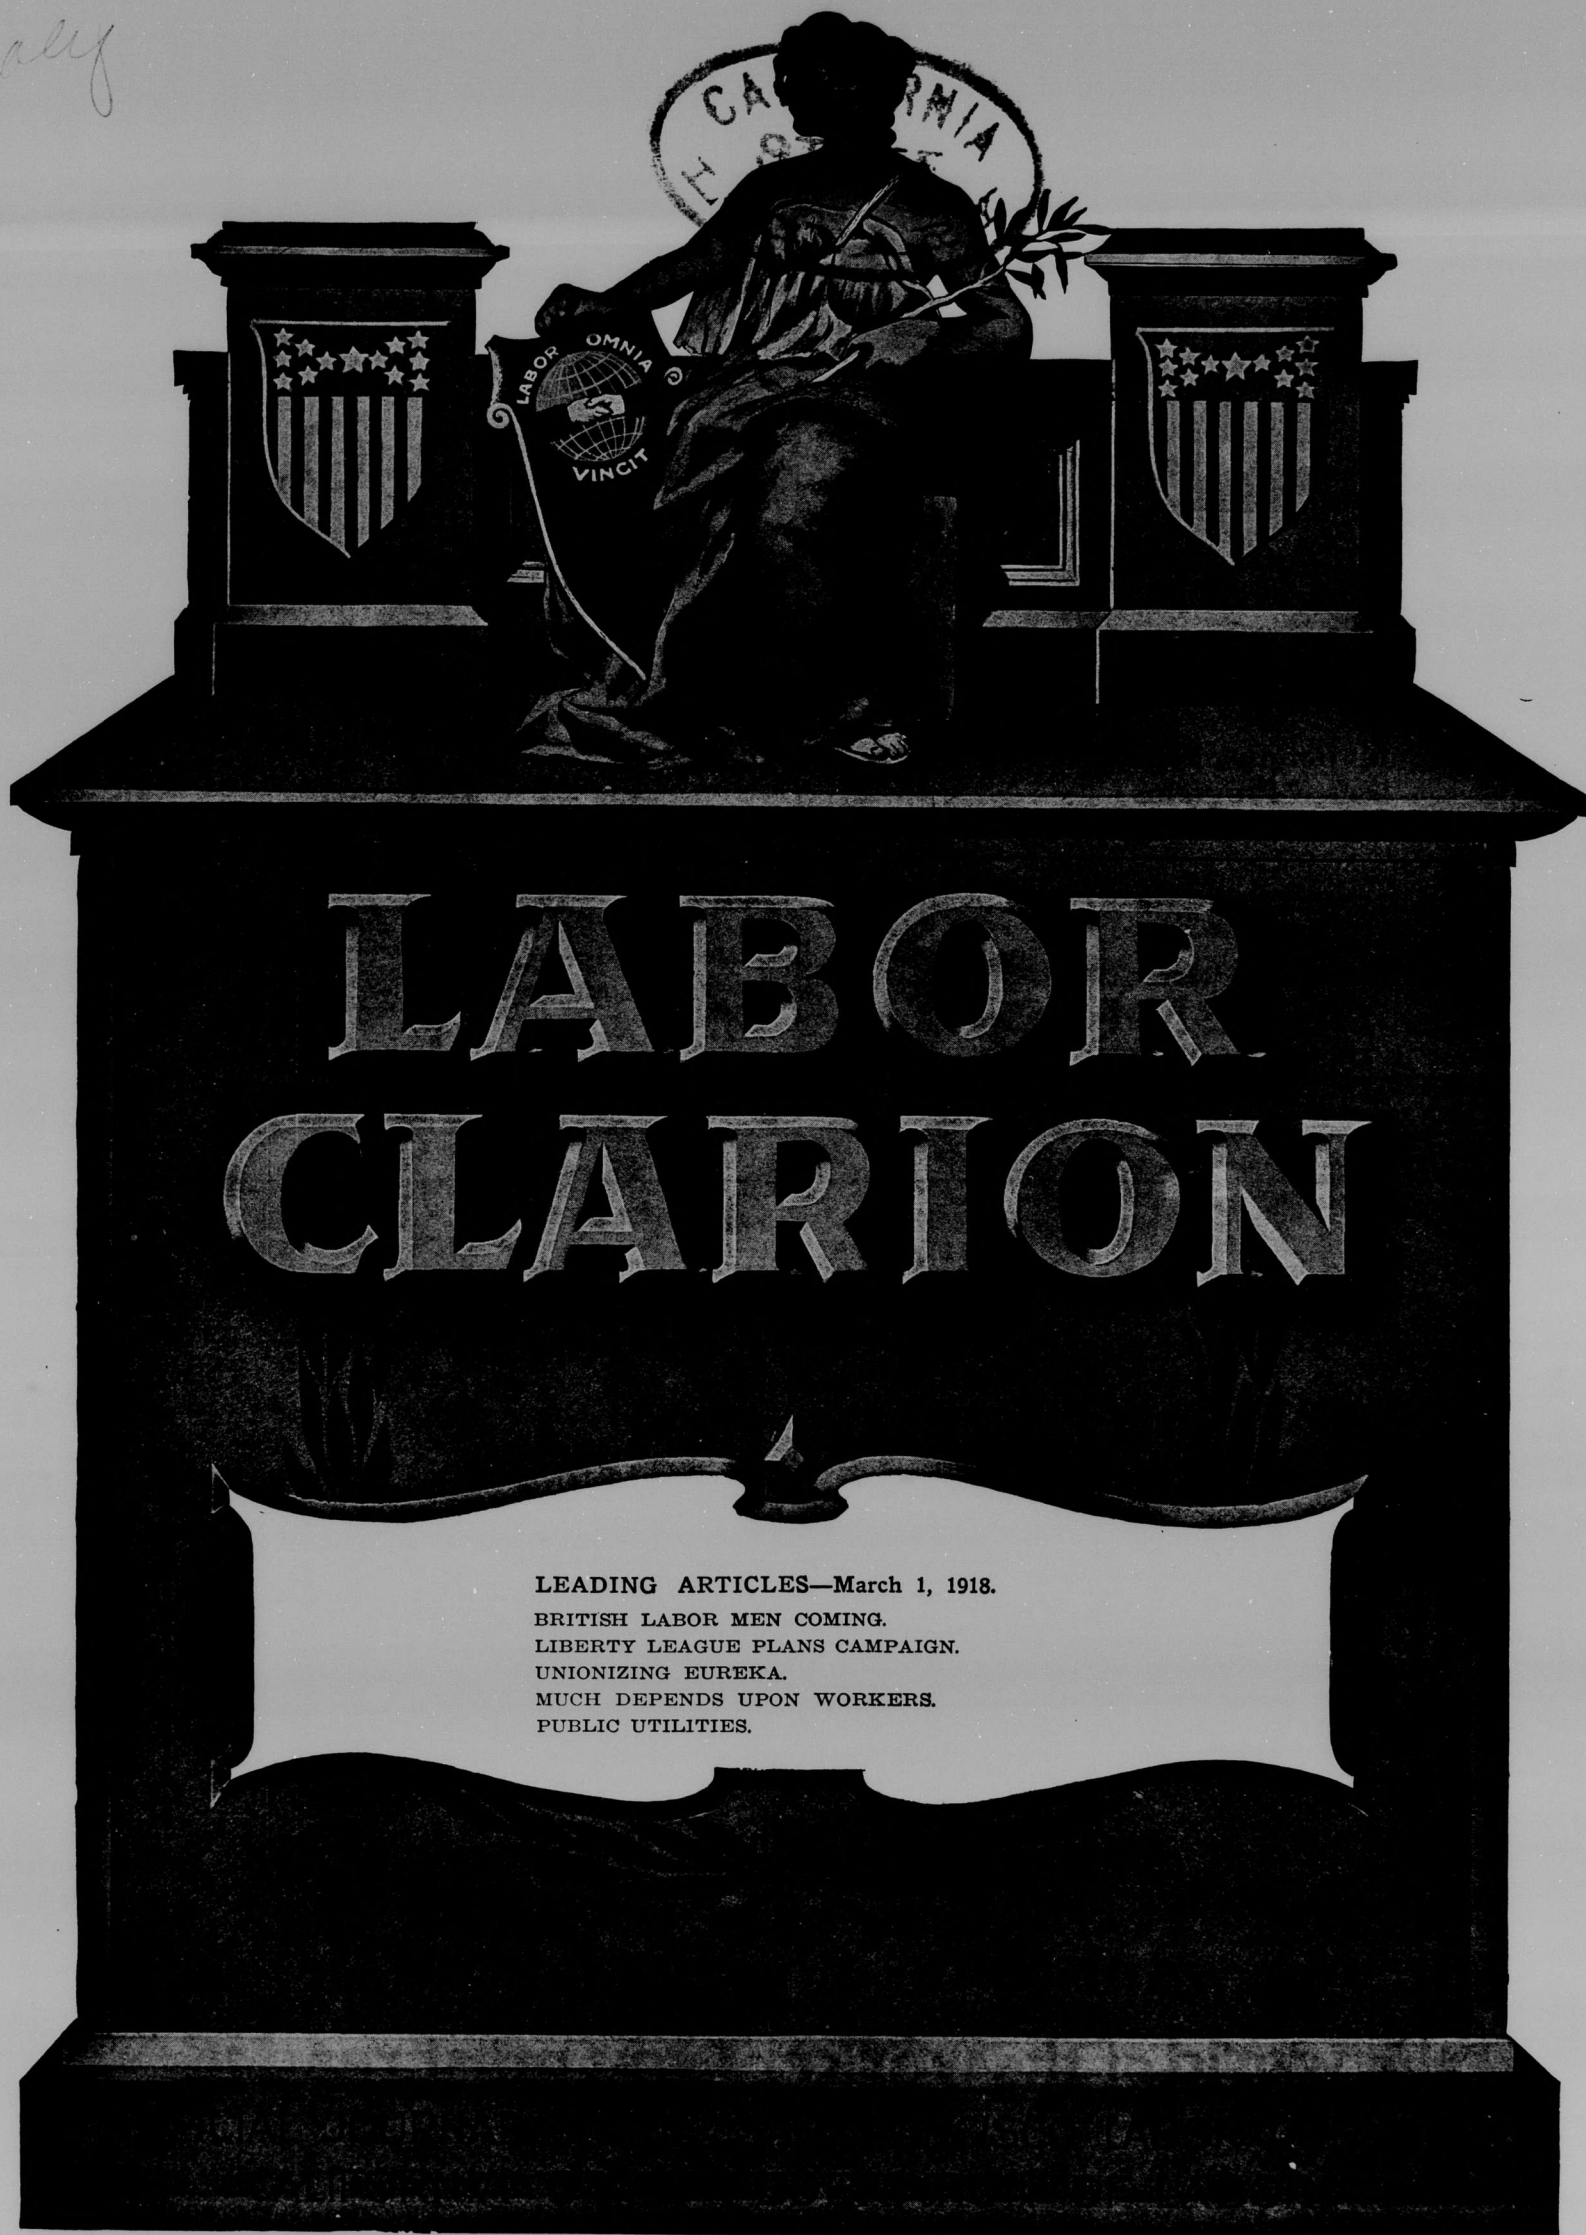 LABOR OMNIA
VINCIT
LABOR
CLARION
LEADING ARTICLES—March 1, 1918.
BRITISH LABOR MEN COMING.
LIBERTY LEAGUE PLANS CAMPAIGN.
UNIONIZING EUREKA.
MUCH DEPENDS UPON WORKERS.
PUBLIC UTILITIES.